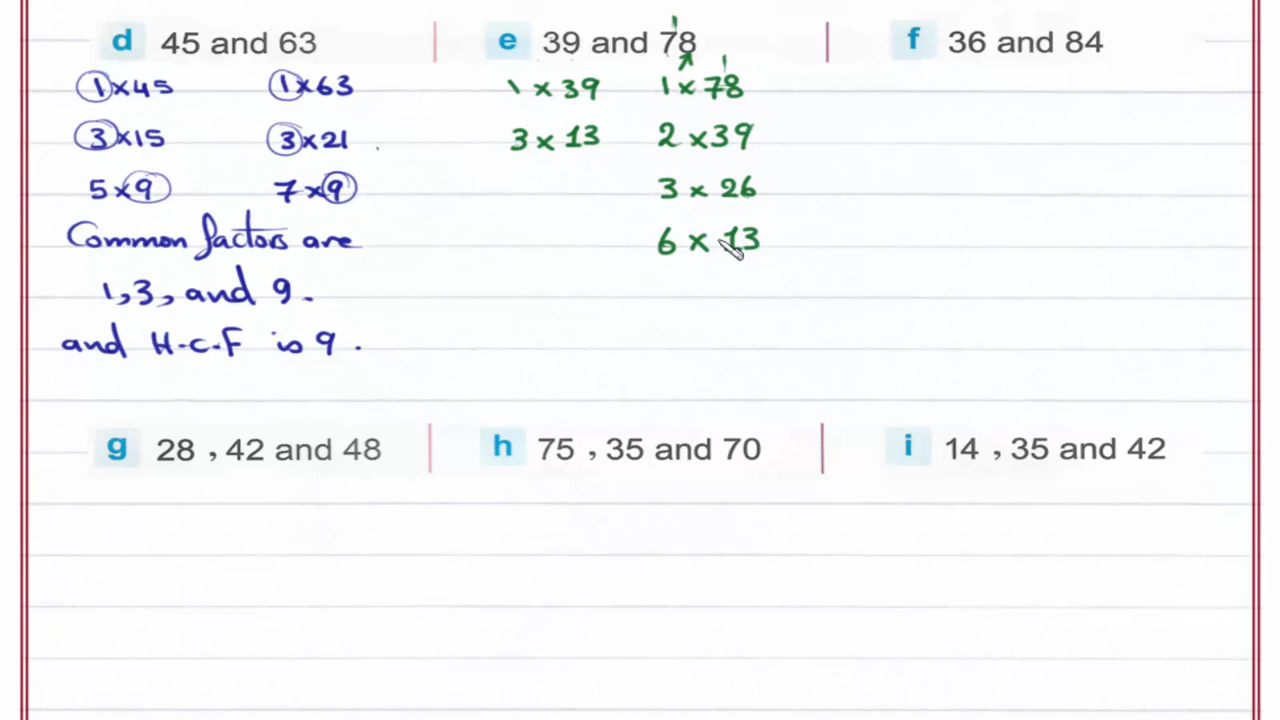 d 45 and 63
e 39 and 78
f 36 and 84
1×45 1×63
3×15 3×21
5×9 7×9
Common factors are
1,3, and 9.
and H.C.F is 9.
1 × 39 1 × 78
3 × 13 2 × 39
3 × 26
6 × 13
g 28 , 42 and 48
h 75 , 35 and 70
i 14 , 35 and 42